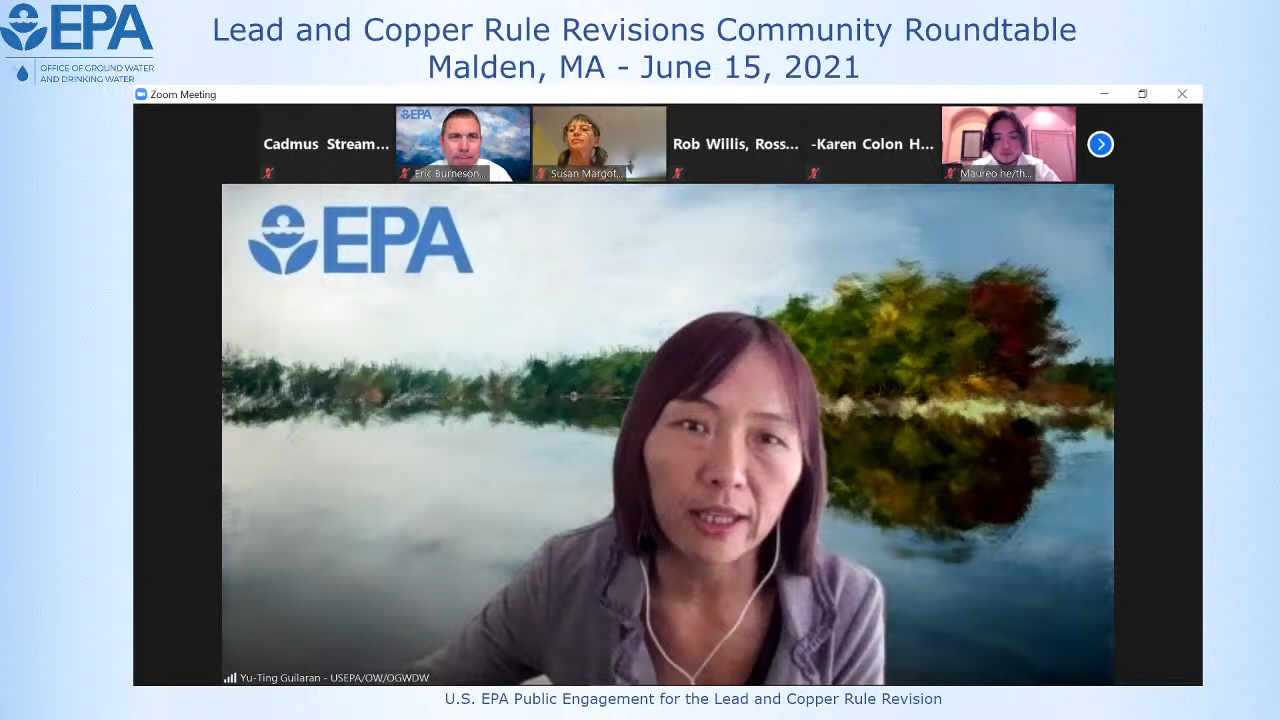 EPA
OFFICE OF GROUND WATER
AND DRINKING WATER
Lead and Copper Rule Revisions Community Roundtable
Malden, MA - June 15, 2021
Zoom Meeting
Cadmus Stream...
EPA
Eric Burneson...
Susan Margot...
Rob Willis, Ross...
-Karen Colon H...
Maureo he/th...
EPA
Yu-Ting Guilaran - USEPA/OW/OGWDW
U.S. EPA Public Engagement for the Lead and Copper Rule Revision